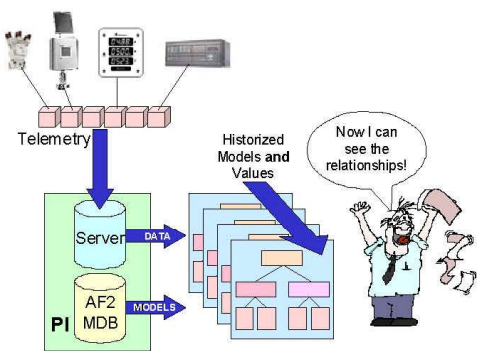 Telemetry
Historized
Models and
Values
Now I can
see the
relationships!
Server
DATA
AF2
MDB
PI
MODELS